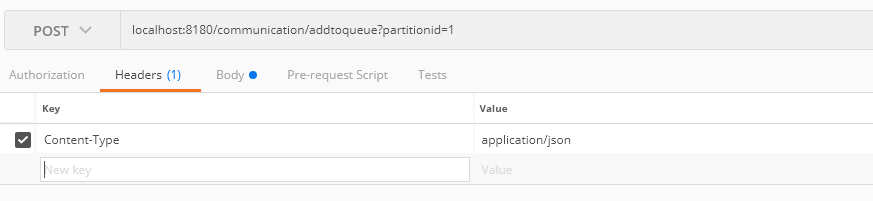 POST localhost:8180/communication/addtoqueue?partitionid=1
Authorization Headers (1) Body Pre-request Script Tests
Key Value
Content-Type application/json
New key Value